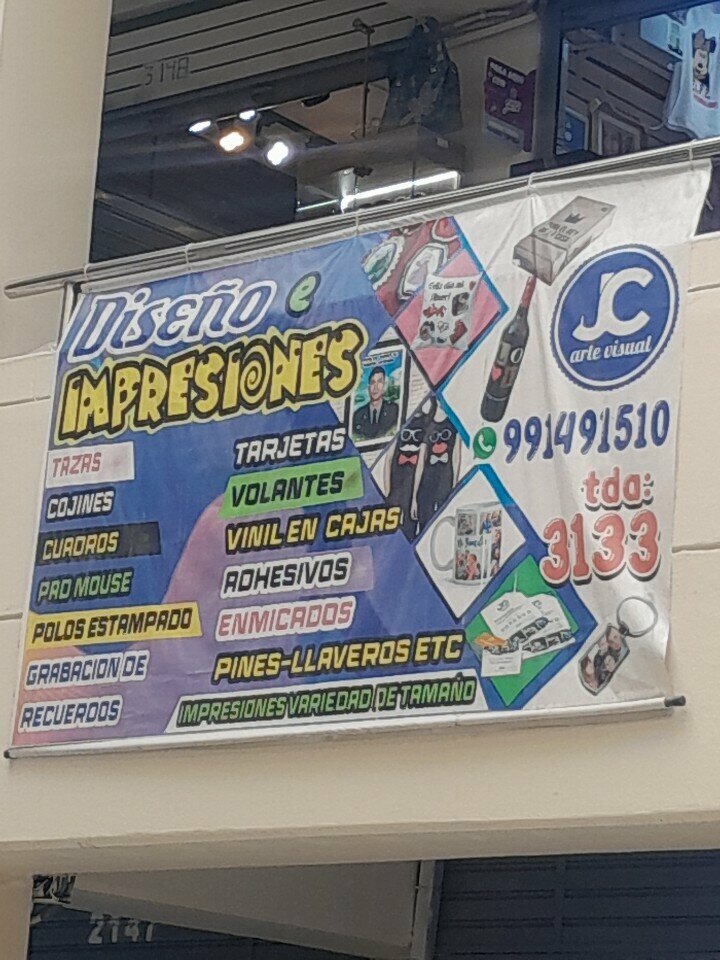 3148
Diseño e
IMPRESIONES
TAZAS
COJINES
CUADROS
PAD MOUSE
POLOS ESTAMPADO
GRABACION DE
RECUERDOS
TARJETAS
VOLANTES
VINIL EN CAJAS
ADHESIVOS
ENMICADOS
PINES-LLAVEROS ETC
IMPRESIONES VARIEDAD DE TAMAÑO
JC
arte visual
991491510
tda:
3133
2147